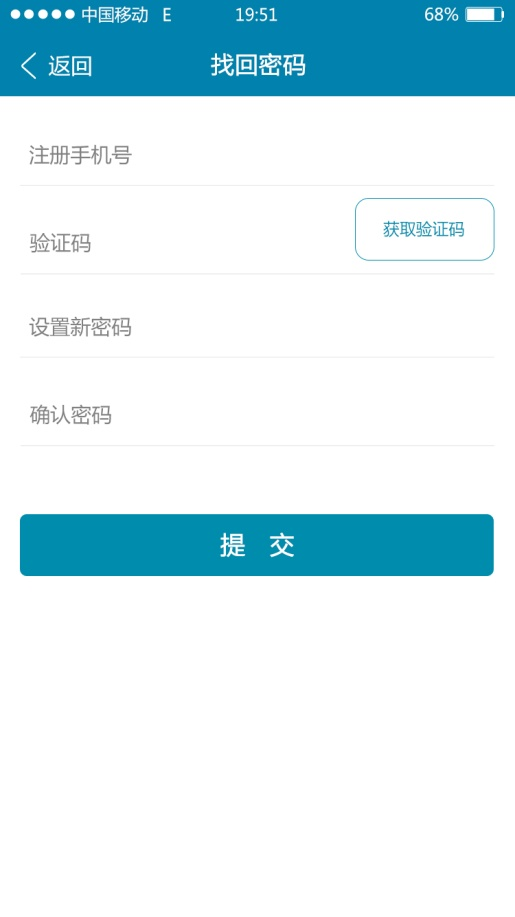 中国移动 E 19:51 68%
返回 找回密码
注册手机号
验证码 获取验证码
设置新密码
确认密码
提 交